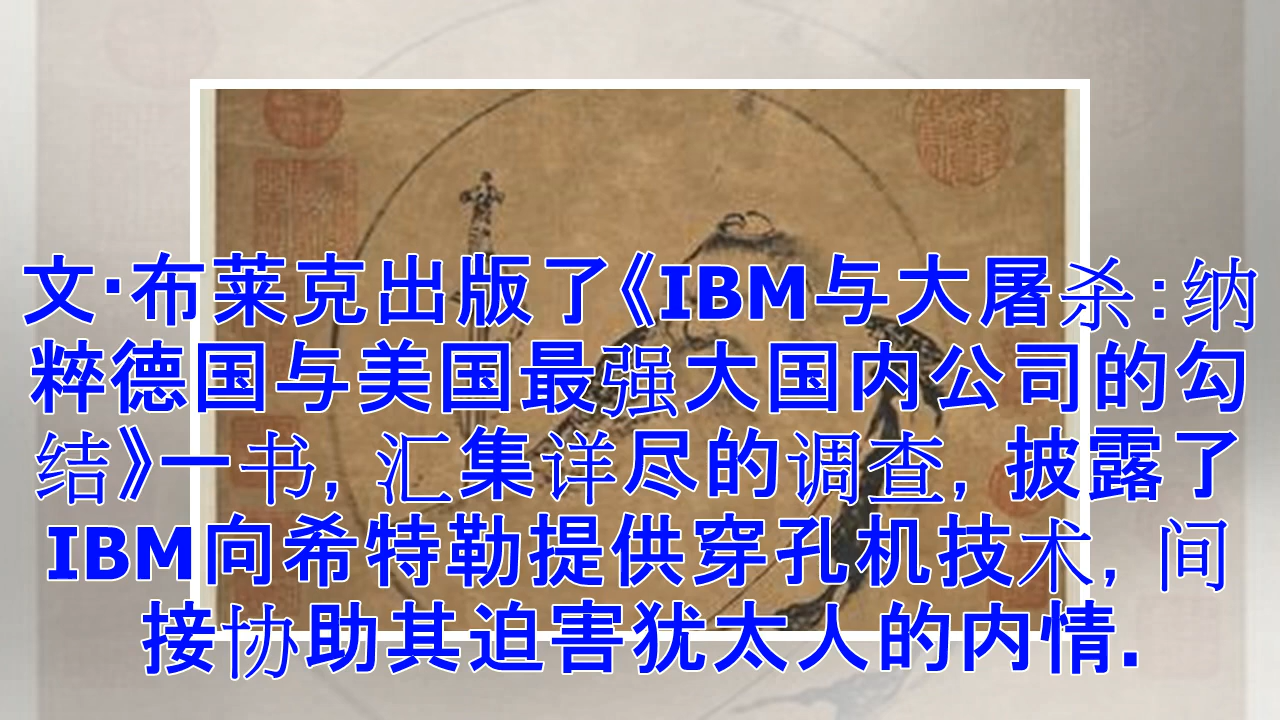 文·布莱克出版了《IBM与大屠杀:纳
粹德国与美国最强大国内公司的勾
结》一书, 汇集详尽的调查, 披露了
IBM向希特勒提供穿孔机技术, 间
接协助其迫害犹太人的内情.